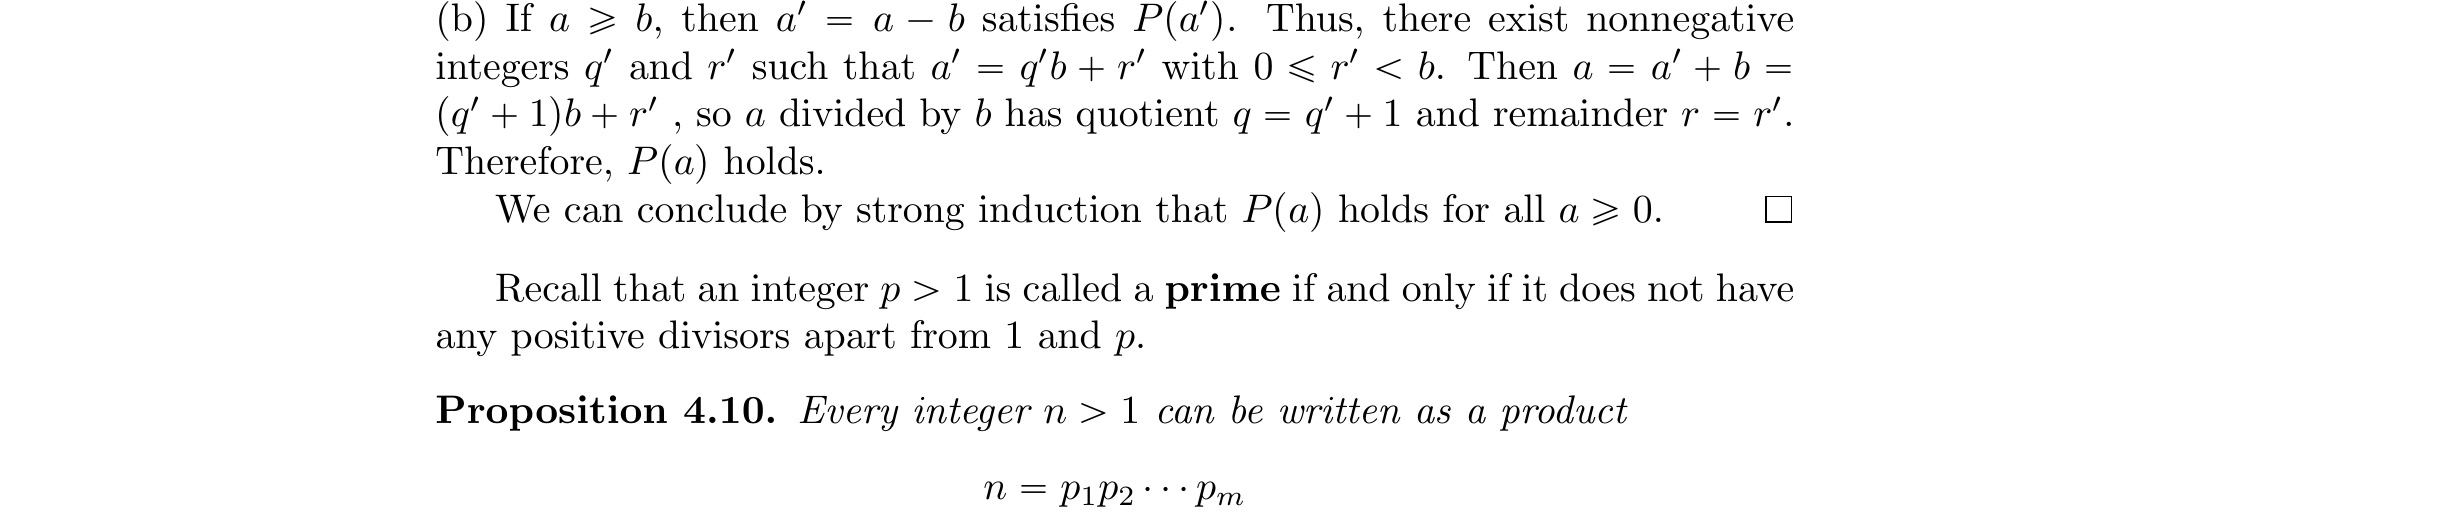 (b) If a ⩾ b, then a′ = a − b satisfies P(a′). Thus, there exist nonnegative
integers q′ and r′ such that a′ = q′b + r′ with 0 ⩽ r′ < b. Then a = a′ + b =
(q′ + 1)b + r′ , so a divided by b has quotient q = q′ + 1 and remainder r = r′.
Therefore, P(a) holds.
We can conclude by strong induction that P(a) holds for all a ⩾ 0. □
Recall that an integer p > 1 is called a prime if and only if it does not have
any positive divisors apart from 1 and p.
Proposition 4.10. Every integer n > 1 can be written as a product
n = p₁p₂ ⋯ pₘ